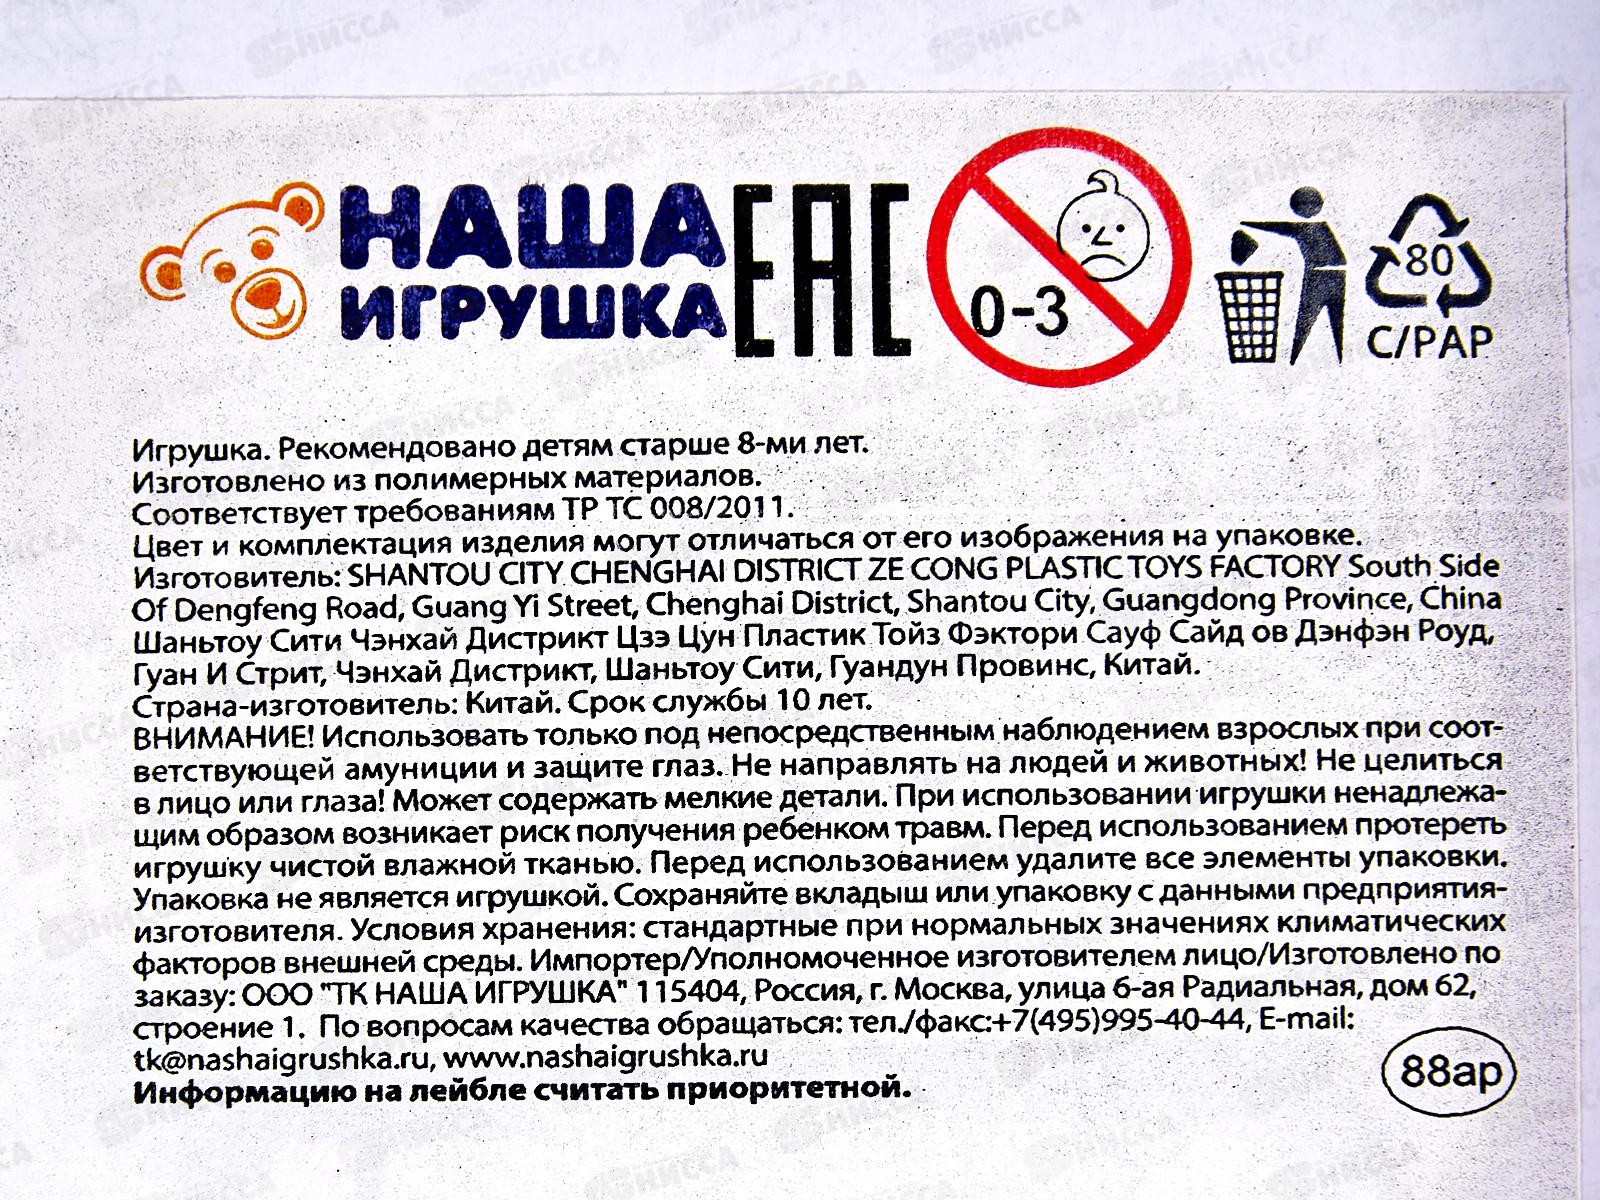 НАША
ИГРУШКА
EAC
0-3
80
C/PAP
Игрушка. Рекомендовано детям старше 8-ми лет.
Изготовлено из полимерных материалов.
Соответствует требованиям ТР ТС 008/2011.
Цвет и комплектация изделия могут отличаться от его изображения на упаковке.
Изготовитель: SHANTOU CITY CHENGHAI DISTRICT ZE CONG PLASTIC TOYS FACTORY South Side
Of Dengfeng Road, Guang Yi Street, Chenghai District, Shantou City, Guangdong Province, China
Шаньтоу Сити Чэнхай Дистрикт Цзэ Цун Пластик Тойз Фэктори Сауф Сайд ов Дэнфэн Роуд,
Гуан И Стрит, Чэнхай Дистрикт, Шаньтоу Сити, Гуандун Провинс, Китай.
Страна-изготовитель: Китай. Срок службы 10 лет.
ВНИМАНИЕ! Использовать только под непосредственным наблюдением взрослых при соот-
ветствующей амуниции и защите глаз. Не направлять на людей и животных! Не целиться
в лицо или глаза! Может содержать мелкие детали. При использовании игрушки ненадлежа-
щим образом возникает риск получения ребенком травм. Перед использованием протереть
игрушку чистой влажной тканью. Перед использованием удалите все элементы упаковки.
Упаковка не является игрушкой. Сохраняйте вкладыш или упаковку с данными предприятия-
изготовителя. Условия хранения: стандартные при нормальных значениях климатических
факторов внешней среды. Импортер/Уполномоченное изготовителем лицо/Изготовлено по
заказу: ООО "ТК НАША ИГРУШКА" 115404, Россия, г. Москва, улица 6-ая Радиальная, дом 62,
строение 1. По вопросам качества обращаться: тел./факс:+7(495)995-40-44, E-mail:
tk@nashaigrushka.ru, www.nashaigrushka.ru
Информацию на лейбле считать приоритетной.
88ар